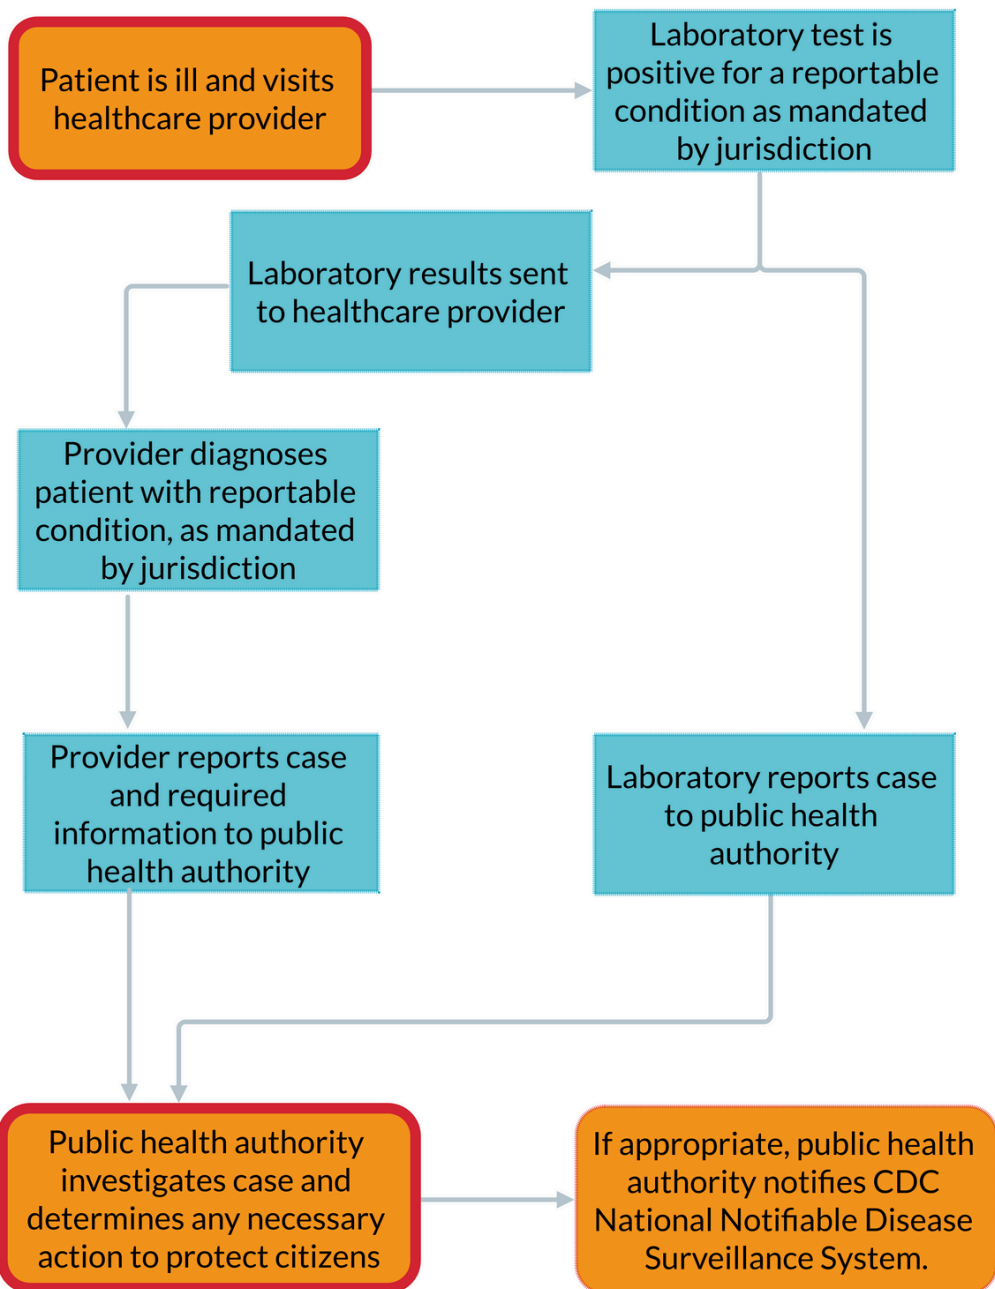 Patient is ill and visits
healthcare provider
Laboratory test is
positive for a reportable
condition as mandated
by jurisdiction
Laboratory results sent
to healthcare provider
Provider diagnoses
patient with reportable
condition, as mandated
by jurisdiction
Provider reports case
and required
information to public
health authority
Laboratory reports case
to public health
authority
Public health authority
investigates case and
determines any necessary
action to protect citizens
If appropriate, public health
authority notifies CDC
National Notifiable Disease
Surveillance System.